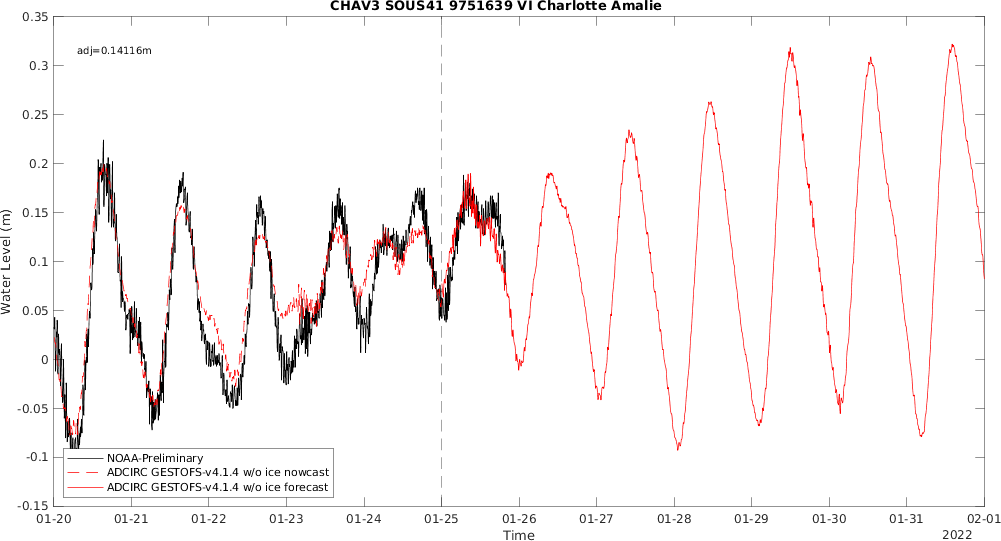 CHAV3 SOUS41 9751639 VI Charlotte Amalie
adj=0.14116m
Water Level (m)
0.35
0.3
0.25
0.2
0.15
0.1
0.05
0
-0.05
-0.1
-0.15
NOAA-Preliminary
ADCIRC GESTOFS-v4.1.4 w/o ice nowcast
ADCIRC GESTOFS-v4.1.4 w/o ice forecast
01-20 01-21 01-22 01-23 01-24 01-25 01-26 01-27 01-28 01-29 01-30 01-31 02-01
Time
2022